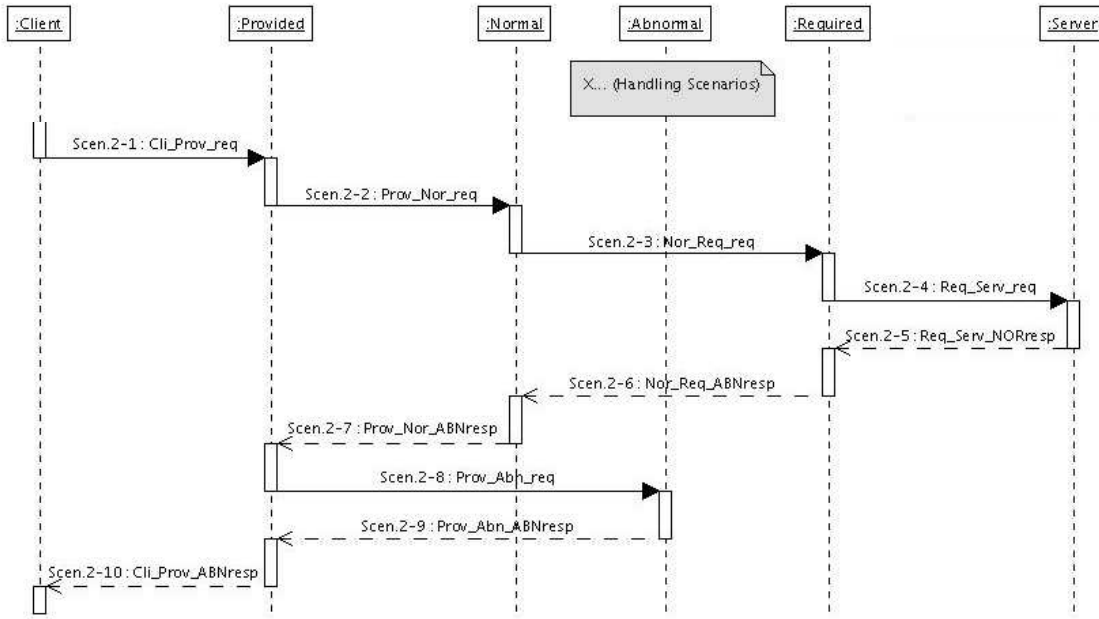 :Client
:Provided
:Normal
:Abnormal
:Required
:Server
X... (Handling Scenarios)
Scen.2-1 : Cli_Prov_req
Scen.2-2 : Prov_Nor_req
Scen.2-3 : Nor_Req_req
Scen.2-4 : Req_Serv_req
Scen.2-5 : Req_Serv_NORresp
Scen.2-6 : Nor_Req_ABNresp
Scen.2-7 : Prov_Nor_ABNresp
Scen.2-8 : Prov_Abn_req
Scen.2-9 : Prov_Abn_ABNresp
Scen.2-10 : Cli_Prov_ABNresp